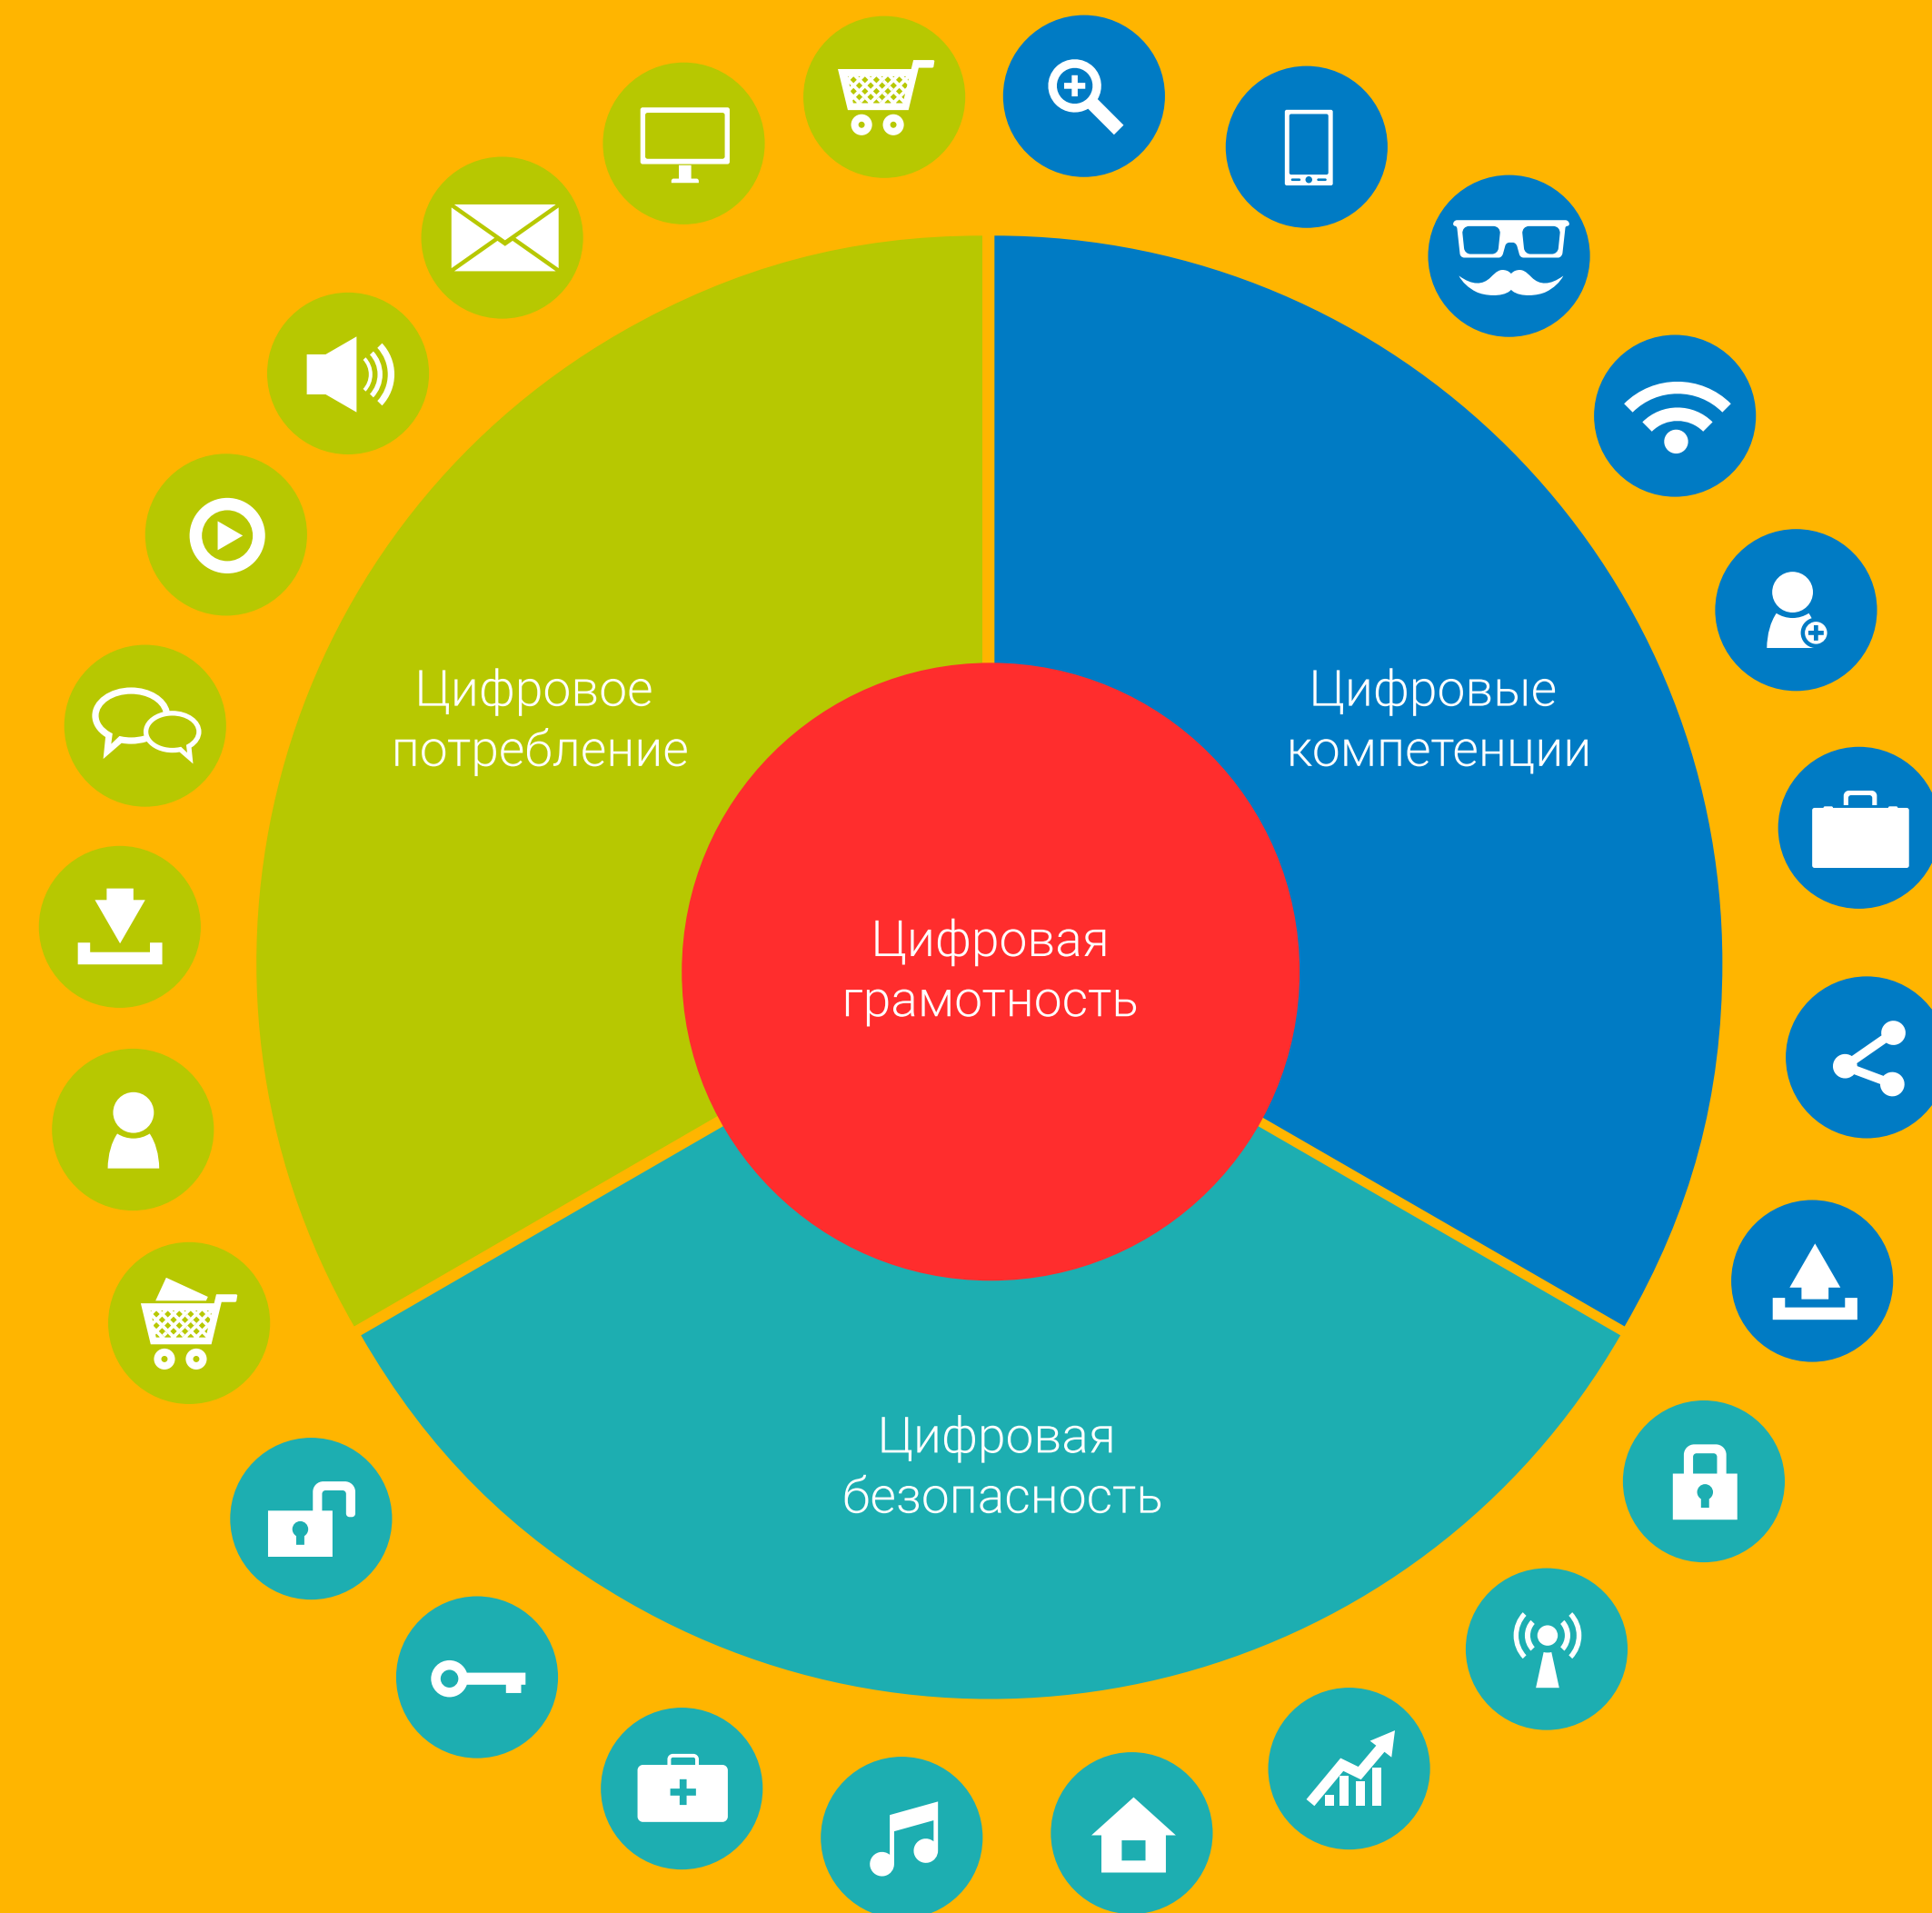 Цифровое
потребление
Цифровые
компетенции
Цифровая
грамотность
Цифровая
безопасность